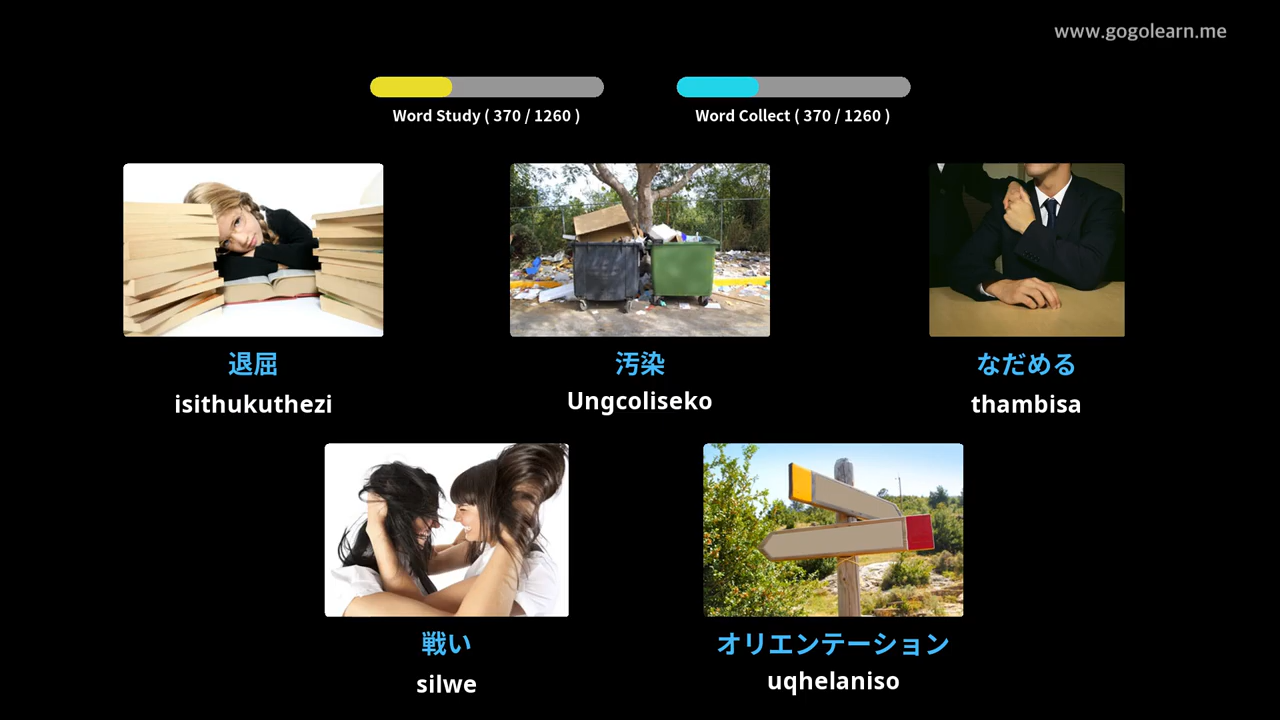 www.gogolearn.me
Word Study ( 370 / 1260 )
Word Collect ( 370 / 1260 )
退屈
isithukuthezi
汚染
Ungcoliseko
なだめる
thambisa
戦い
silwe
オリエンテーション
uqhelaniso